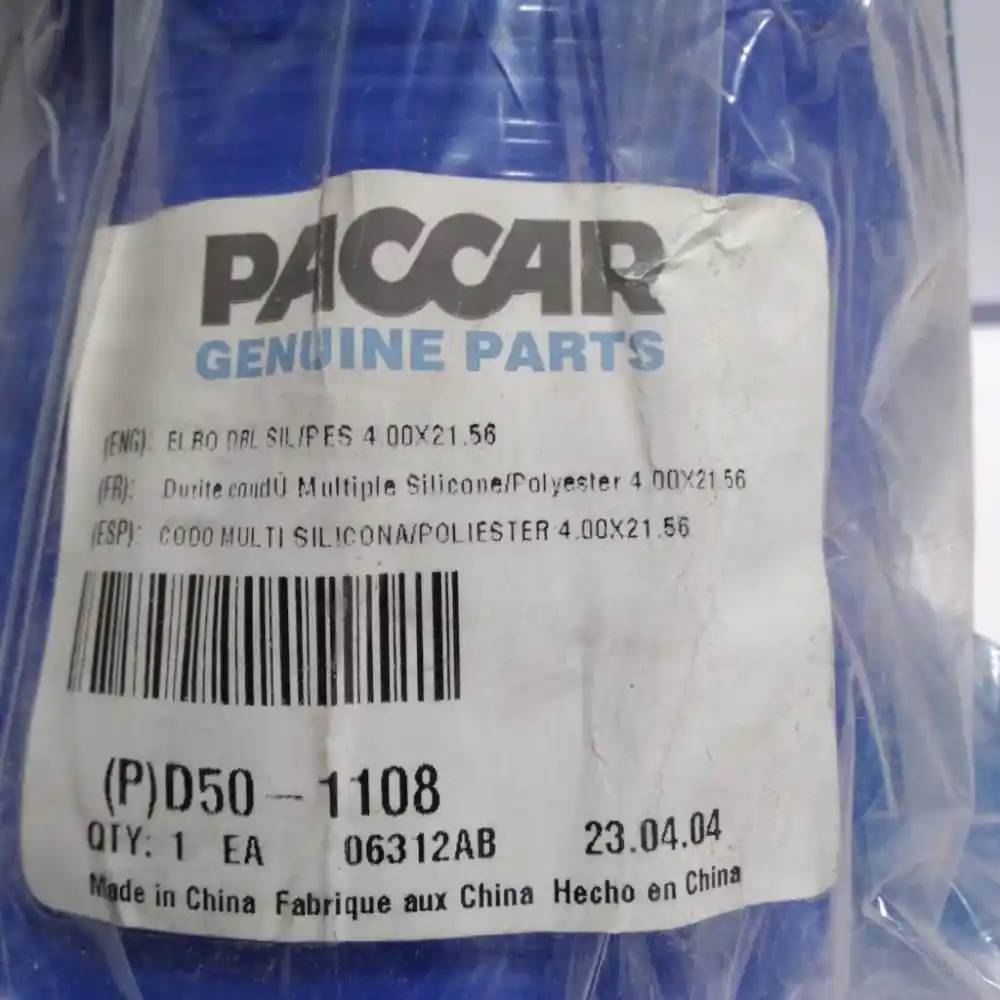 PACCAR
GENUINE PARTS
(ENG): ELBO DBL SIL/PES 4.00X21.56
(FR): Durite coudÜ Multiple Silicone/Polyester 4.00X21.56
(ESP): CODO MULTI SILICONA/POLIESTER 4.00X21.56
(P)D50-1108
QTY: 1 EA 06312AB 23.04.04
Made in China Fabrique aux China Hecho en China